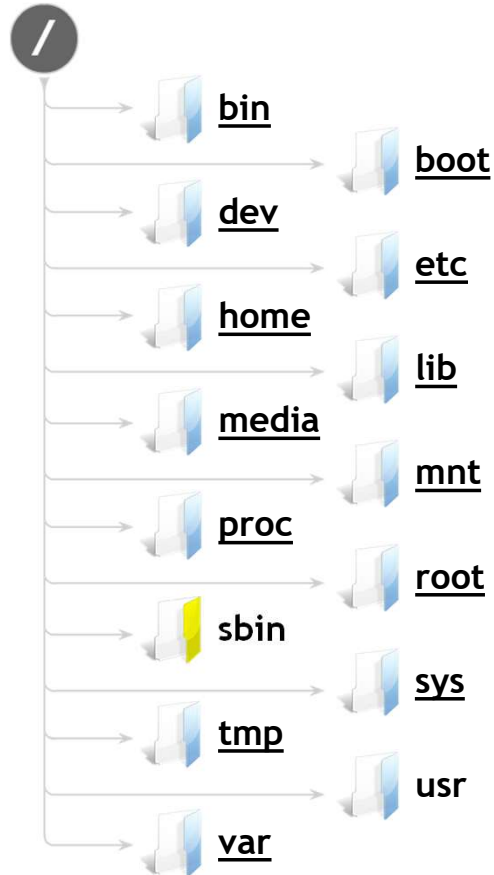 /
bin
boot
dev
etc
home
lib
media
mnt
proc
root
sbin
sys
tmp
usr
var